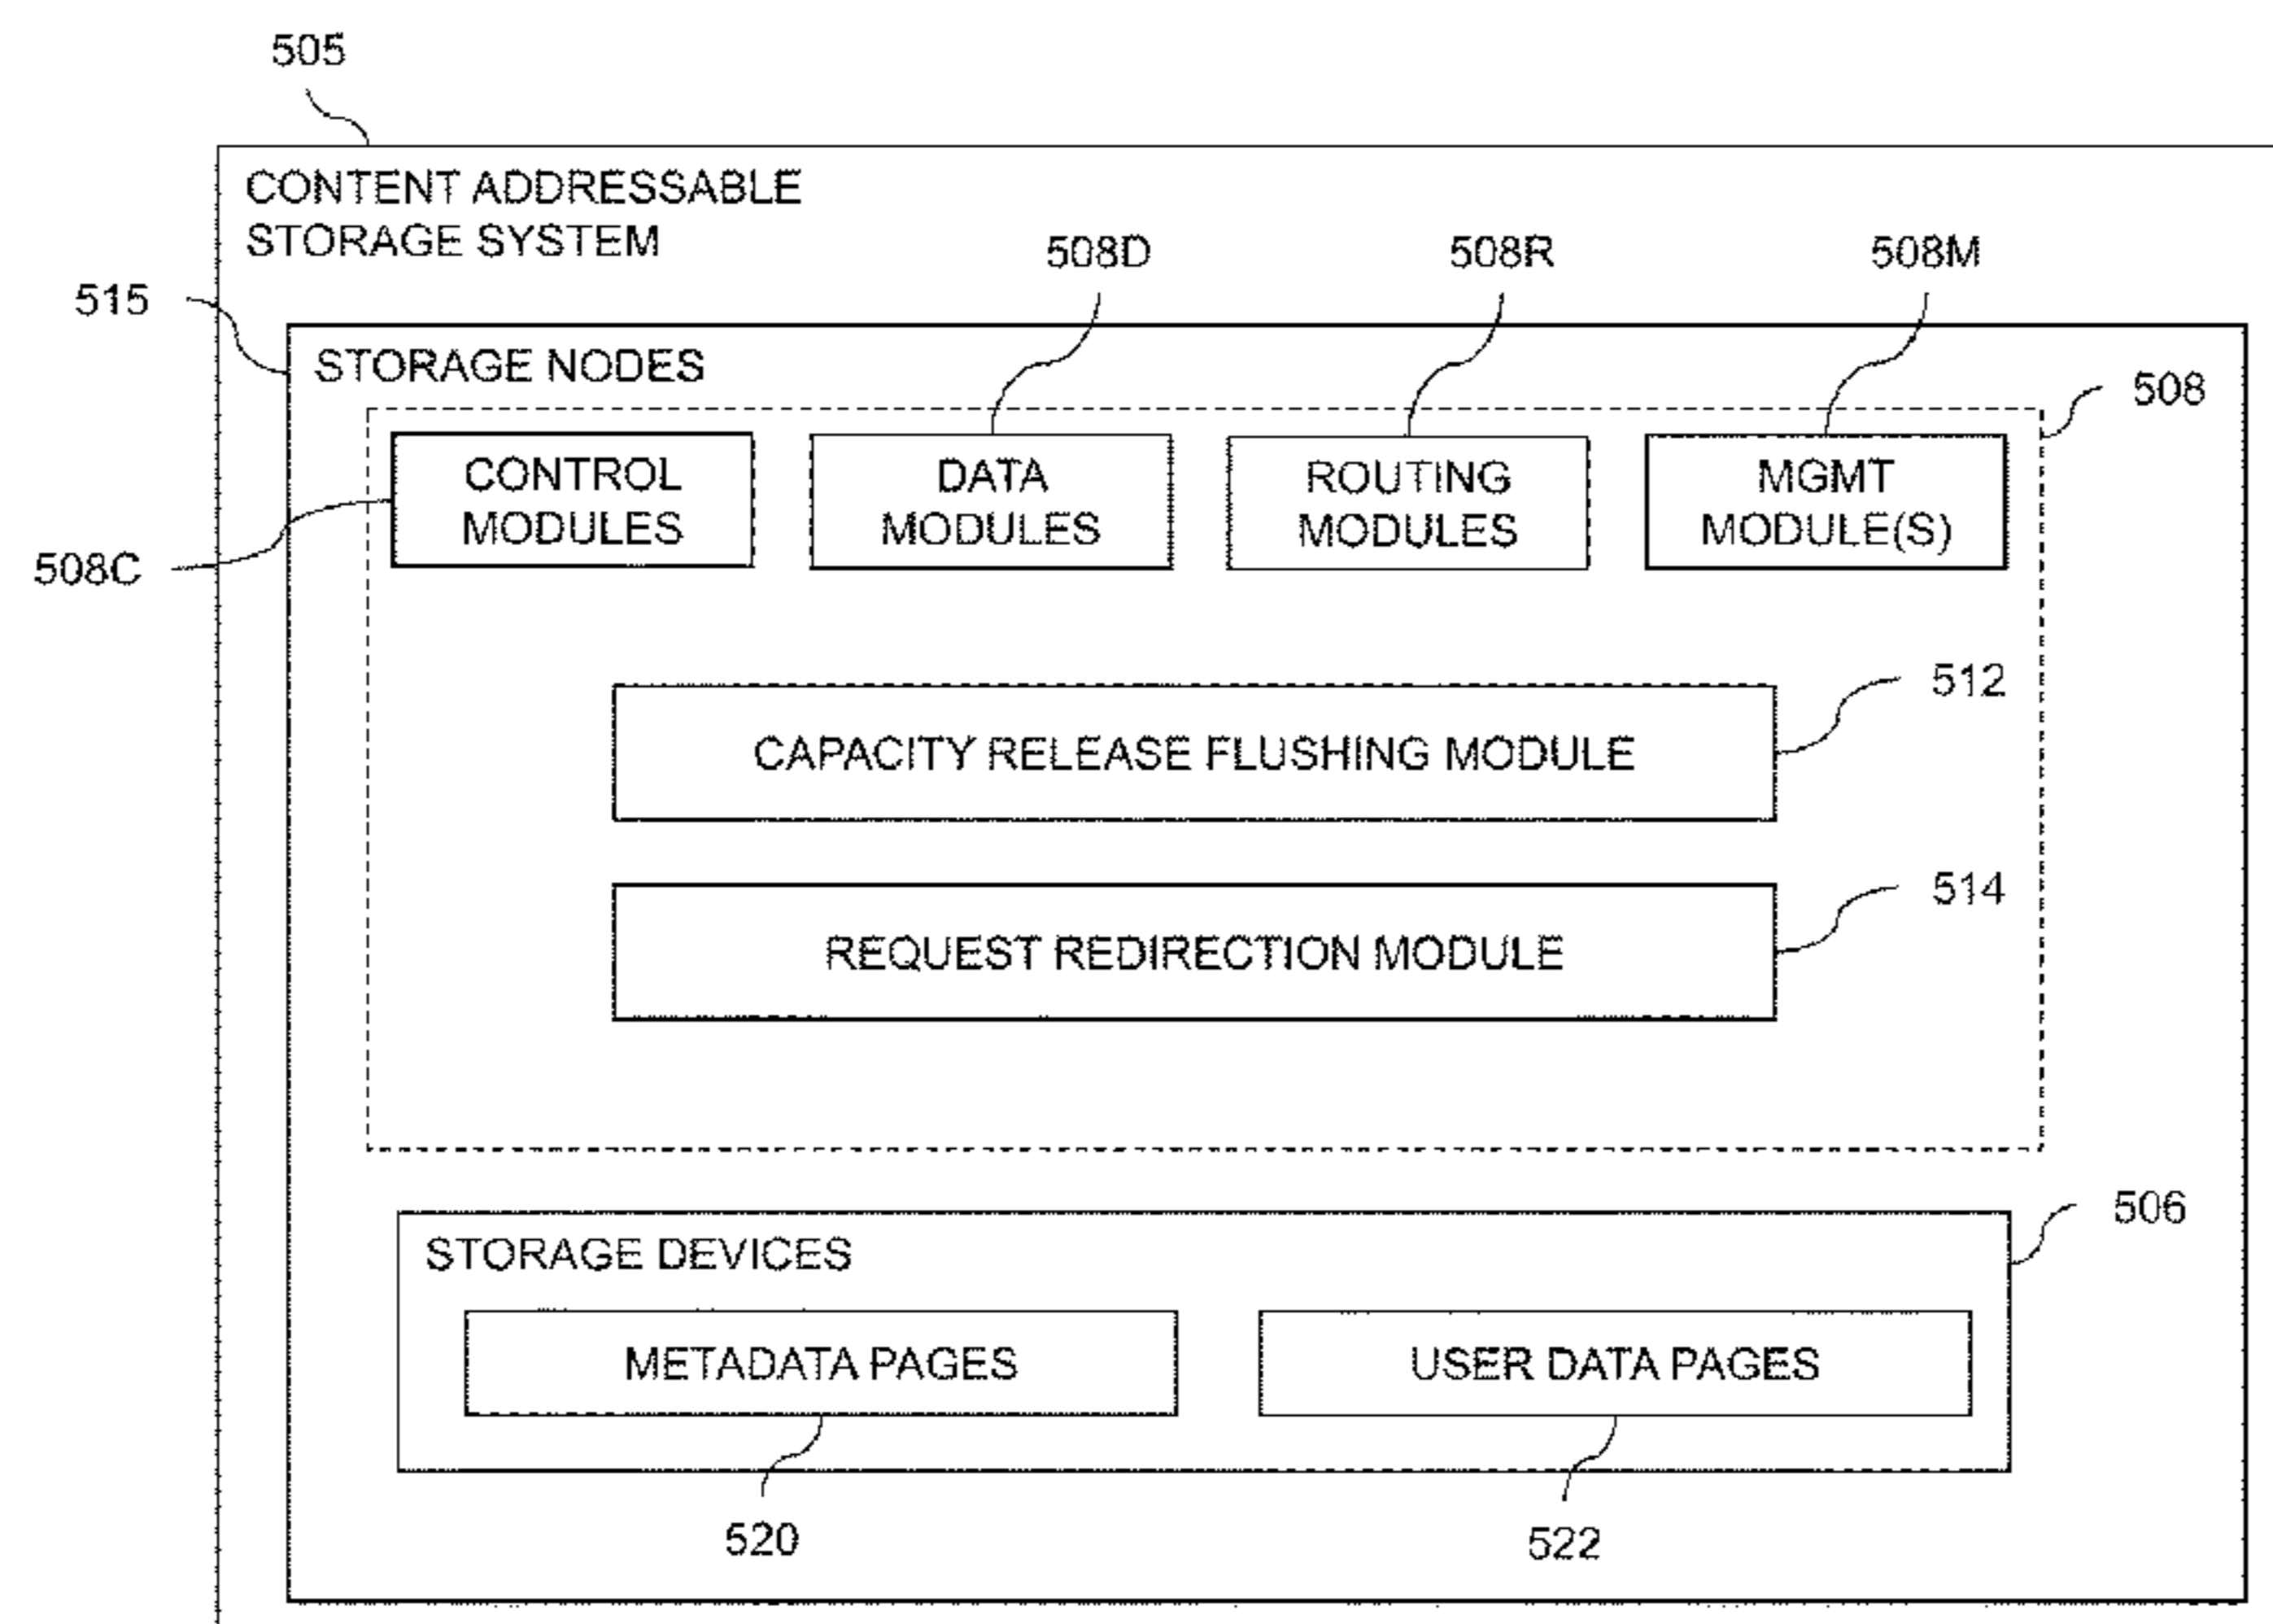 505
CONTENT ADDRESSABLE
STORAGE SYSTEM
508D
508R
508M
515
STORAGE NODES
508
CONTROL
MODULES
DATA
MODULES
ROUTING
MODULES
MGMT
MODULE(S)
508C
512
CAPACITY RELEASE FLUSHING MODULE
514
REQUEST REDIRECTION MODULE
506
STORAGE DEVICES
METADATA PAGES
USER DATA PAGES
520
522